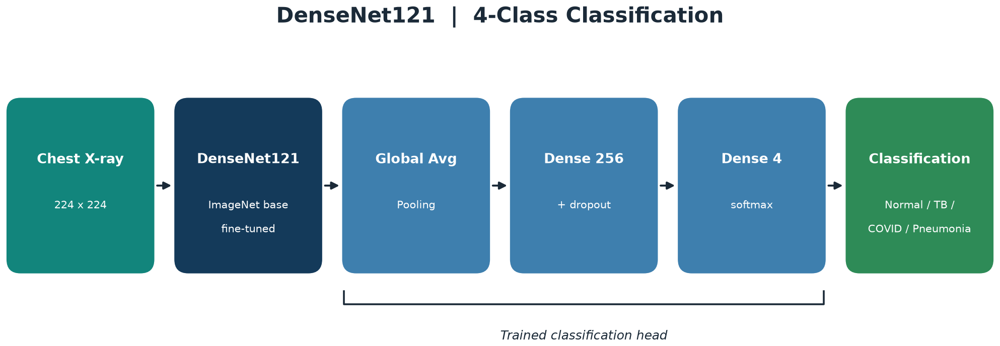 DenseNet121 | 4-Class Classification
Chest X-ray
224 x 224
DenseNet121
ImageNet base
fine-tuned
Global Avg
Pooling
Dense 256
+ dropout
Dense 4
softmax
Classification
Normal / TB /
COVID / Pneumonia
Trained classification head